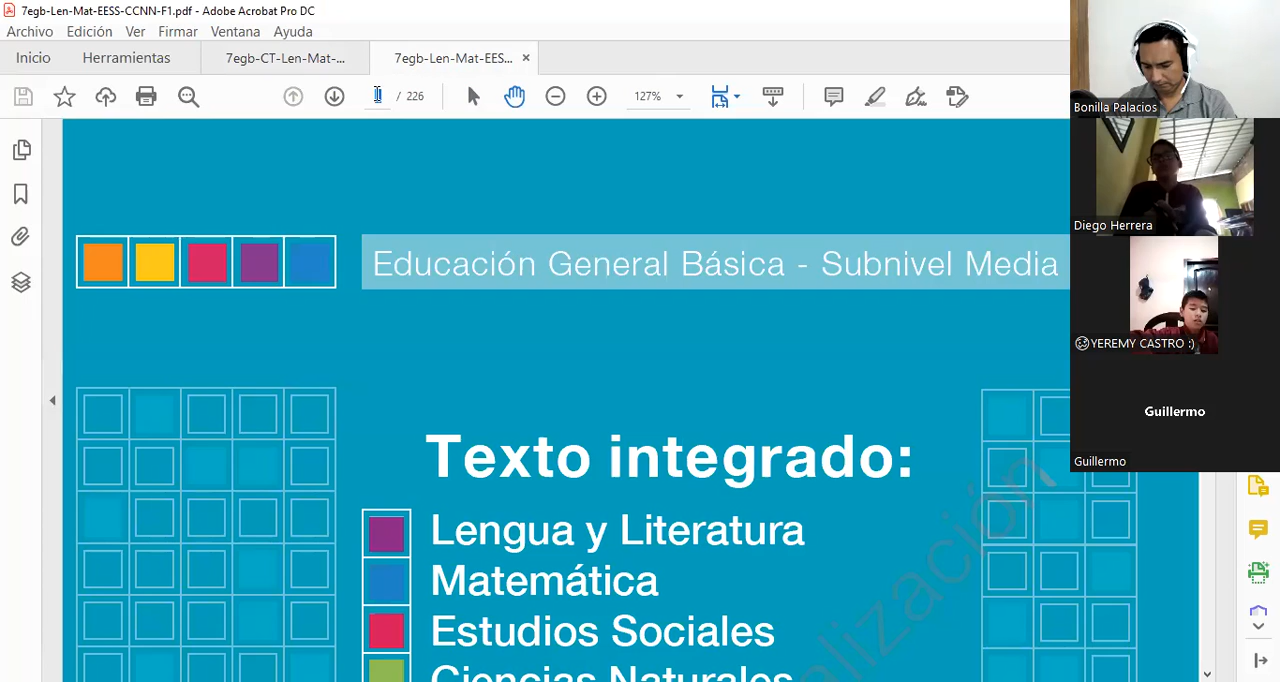 7egb-Len-Mat-EESS-CCNN-F1.pdf - Adobe Acrobat Pro DC
Archivo Edición Ver Firmar Ventana Ayuda
Inicio Herramientas 7egb-CT-Len-Mat-... 7egb-Len-Mat-EES... ×
/ 226 127%
Bonilla Palacios
Diego Herrera
YEREMY CASTRO :)
Guillermo
Guillermo
Educación General Básica - Subnivel Media
Texto integrado:
Lengua y Literatura
Matemática
Estudios Sociales
Ciencias Naturales